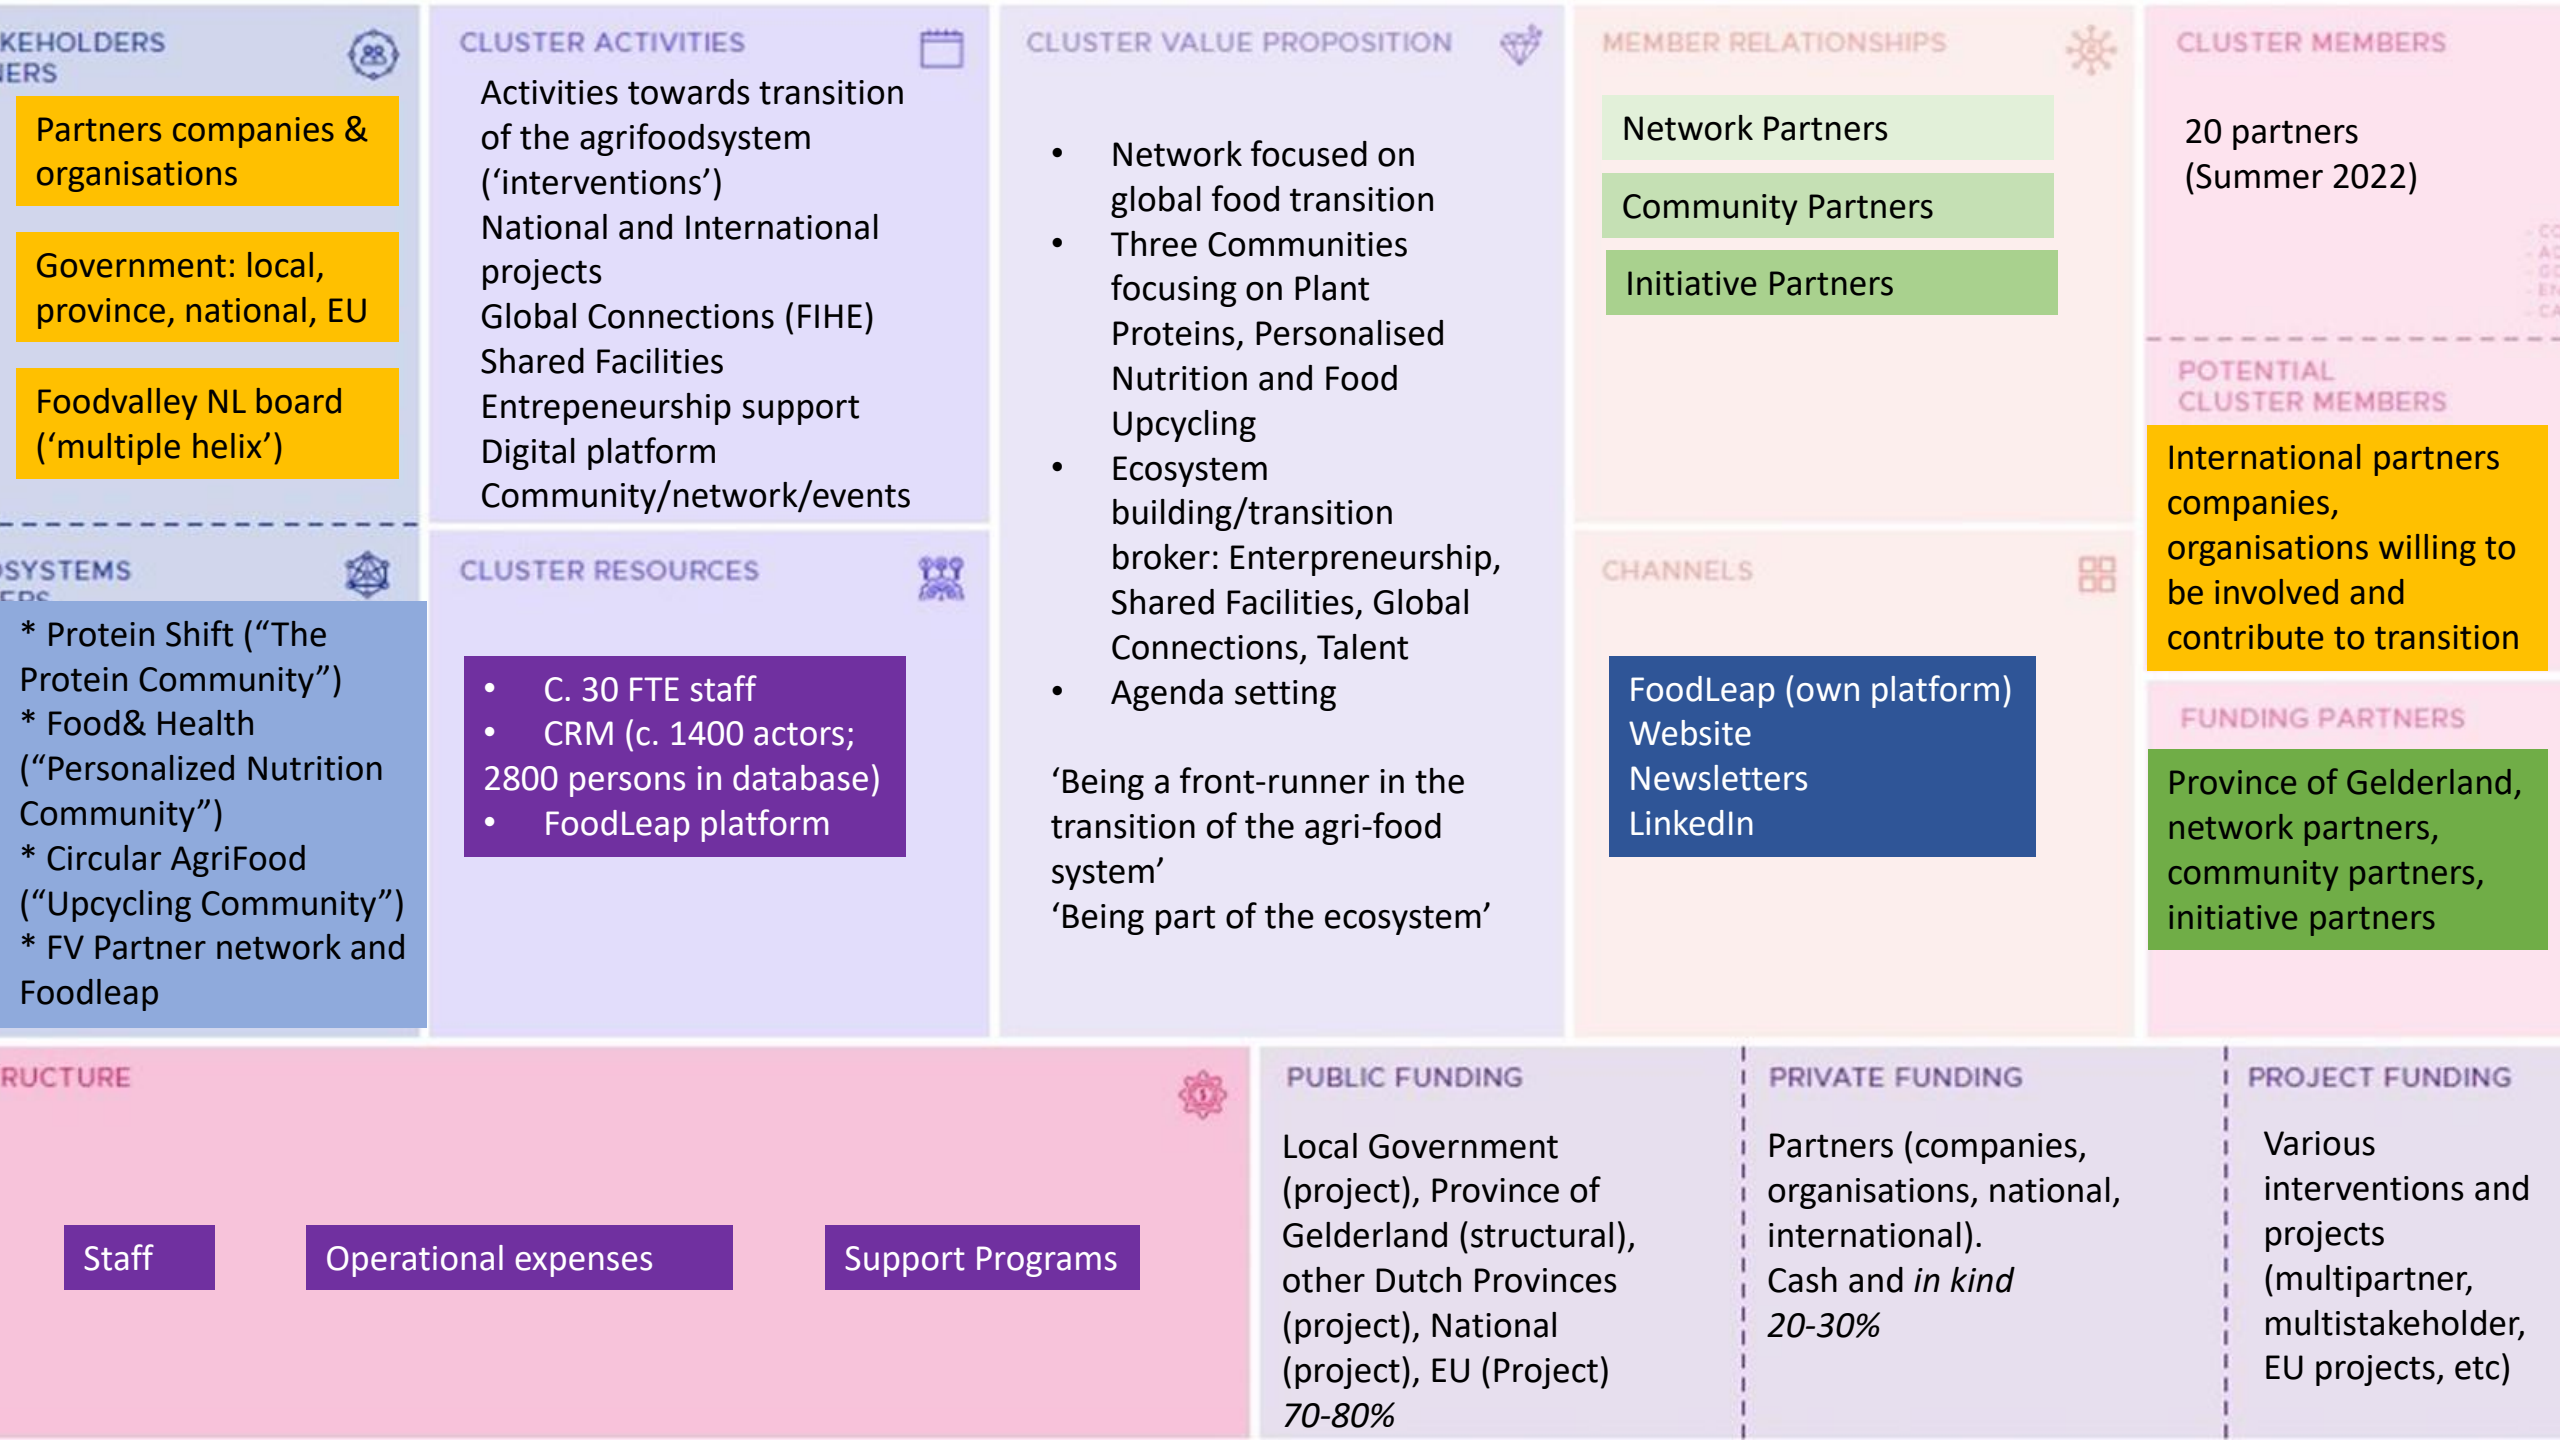 KEHOLDERS
ERS
Partners companies &
organisations
Government: local,
province, national, EU
Foodvalley NL board
(‘multiple helix’)
OSYSTEMS
* Protein Shift (“The
Protein Community”)
* Food& Health
(“Personalized Nutrition
Community”)
* Circular AgriFood
(“Upcycling Community”)
* FV Partner network and
Foodleap
CLUSTER ACTIVITIES
Activities towards transition
of the agrifoodsystem
(‘interventions’)
National and International
projects
Global Connections (FIHE)
Shared Facilities
Entrepeneurship support
Digital platform
Community/network/events
CLUSTER RESOURCES
• C. 30 FTE staff
• CRM (c. 1400 actors;
2800 persons in database)
• FoodLeap platform
CLUSTER VALUE PROPOSITION
• Network focused on
global food transition
• Three Communities
focusing on Plant
Proteins, Personalised
Nutrition and Food
Upcycling
• Ecosystem
building/transition
broker: Enterpreneurship,
Shared Facilities, Global
Connections, Talent
• Agenda setting
‘Being a front-runner in the
transition of the agri-food
system’
‘Being part of the ecosystem’
MEMBER RELATIONSHIPS
Network Partners
Community Partners
Initiative Partners
CHANNELS
FoodLeap (own platform)
Website
Newsletters
LinkedIn
CLUSTER MEMBERS
20 partners
(Summer 2022)
- CO
- AC
- GO
- EN
- CA
POTENTIAL
CLUSTER MEMBERS
International partners
companies,
organisations willing to
be involved and
contribute to transition
FUNDING PARTNERS
Province of Gelderland,
network partners,
community partners,
initiative partners
RUCTURE
Staff
Operational expenses
Support Programs
PUBLIC FUNDING
Local Government
(project), Province of
Gelderland (structural),
other Dutch Provinces
(project), National
(project), EU (Project)
70-80%
PRIVATE FUNDING
Partners (companies,
organisations, national,
international).
Cash and in kind
20-30%
PROJECT FUNDING
Various
interventions and
projects
(multipartner,
multistakeholder,
EU projects, etc)